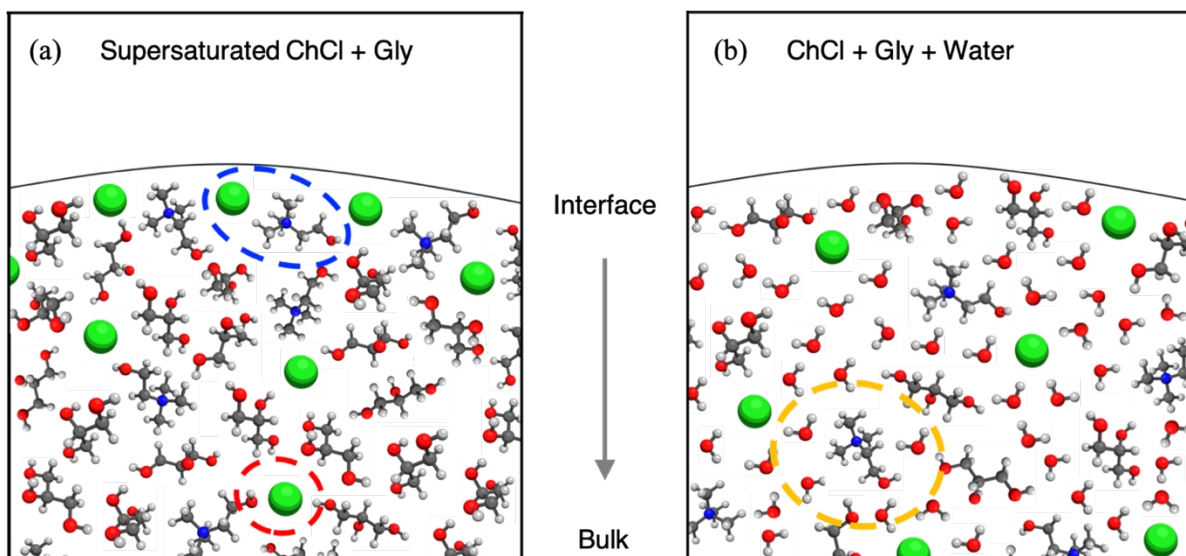 (a) Supersaturated ChCl + Gly
(b) ChCl + Gly + Water
Interface
Bulk